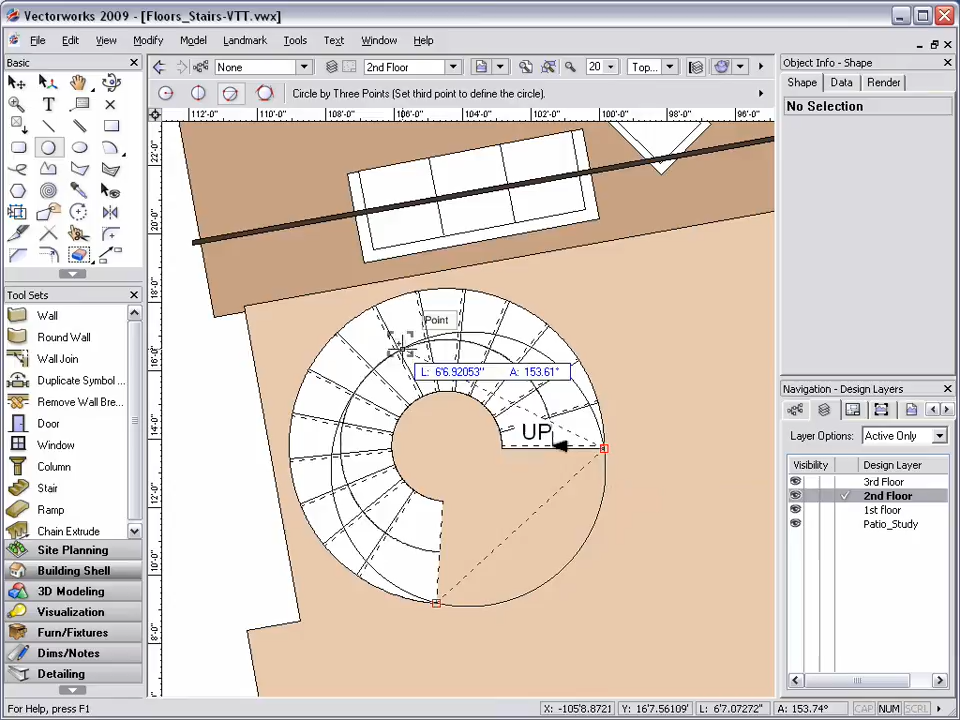 Vectorworks 2009 - [Floors_Stairs-VTT.vwx]
File Edit View Modify Model Landmark Tools Text Window Help
Basic
None
2nd Floor
20
Top...
Circle by Three Points (Set third point to define the circle).
112'-0" 110'-0" 108'-0" 106'-0" 104'-0" 102'-0" 100'-0" 98'-0" 96'-0"
22'-0"
20'-0"
18'-0"
16'-0"
14'-0"
12'-0"
10'-0"
8'-0"
Point
L: 6'6.92053" A: 153.61°
UP
Tool Sets
Wall
Round Wall
Wall Join
Duplicate Symbol ...
Remove Wall Bre...
Door
Window
Column
Stair
Ramp
Chain Extrude
Site Planning
Building Shell
3D Modeling
Visualization
Furn/Fixtures
Dims/Notes
Detailing
Object Info - Shape
Shape Data Render
No Selection
Navigation - Design Layers
Layer Options: Active Only
Visibility Design Layer
3rd Floor
2nd Floor
1st floor
Patio_Study
For Help, press F1
X: -105'8.8721 Y: 16'7.56109' L: 6'7.07272" A: 153.74° CAP NUM SCRL